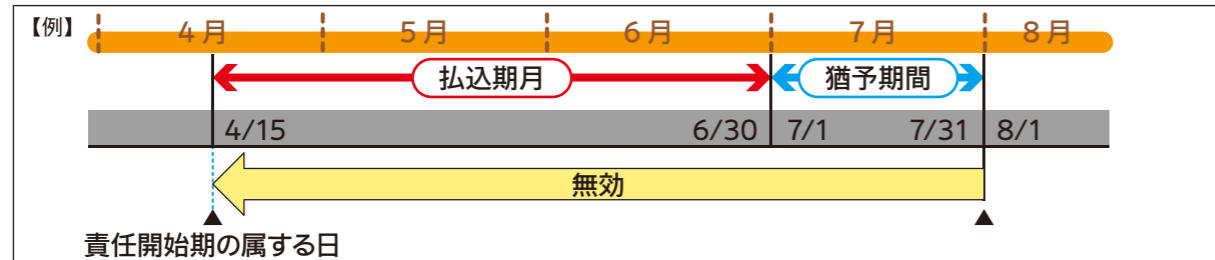 【例】
4月 5月 6月 7月 8月
払込期月 猶予期間
4/15 6/30 7/1 7/31 8/1
無効
▲ ▲
責任開始期の属する日